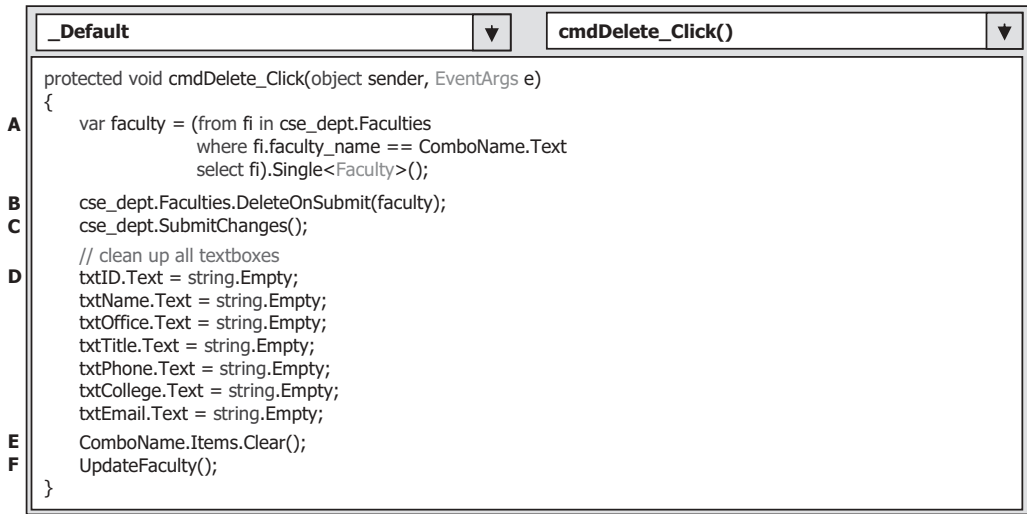 _Default cmdDelete_Click()
protected void cmdDelete_Click(object sender, EventArgs e)
{
A var faculty = (from fi in cse_dept.Faculties
where fi.faculty_name == ComboName.Text
select fi).Single<Faculty>();
B cse_dept.Faculties.DeleteOnSubmit(faculty);
C cse_dept.SubmitChanges();
// clean up all textboxes
D txtID.Text = string.Empty;
txtName.Text = string.Empty;
txtOffice.Text = string.Empty;
txtTitle.Text = string.Empty;
txtPhone.Text = string.Empty;
txtCollege.Text = string.Empty;
txtEmail.Text = string.Empty;
E ComboName.Items.Clear();
F UpdateFaculty();
}